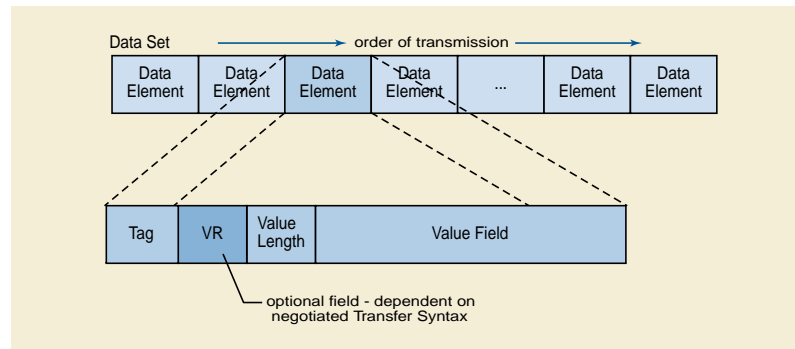 Data Set order of transmission
Data Element Data Element Data Element Data Element ... Data Element Data Element
Tag VR Value Length Value Field
optional field - dependent on
negotiated Transfer Syntax